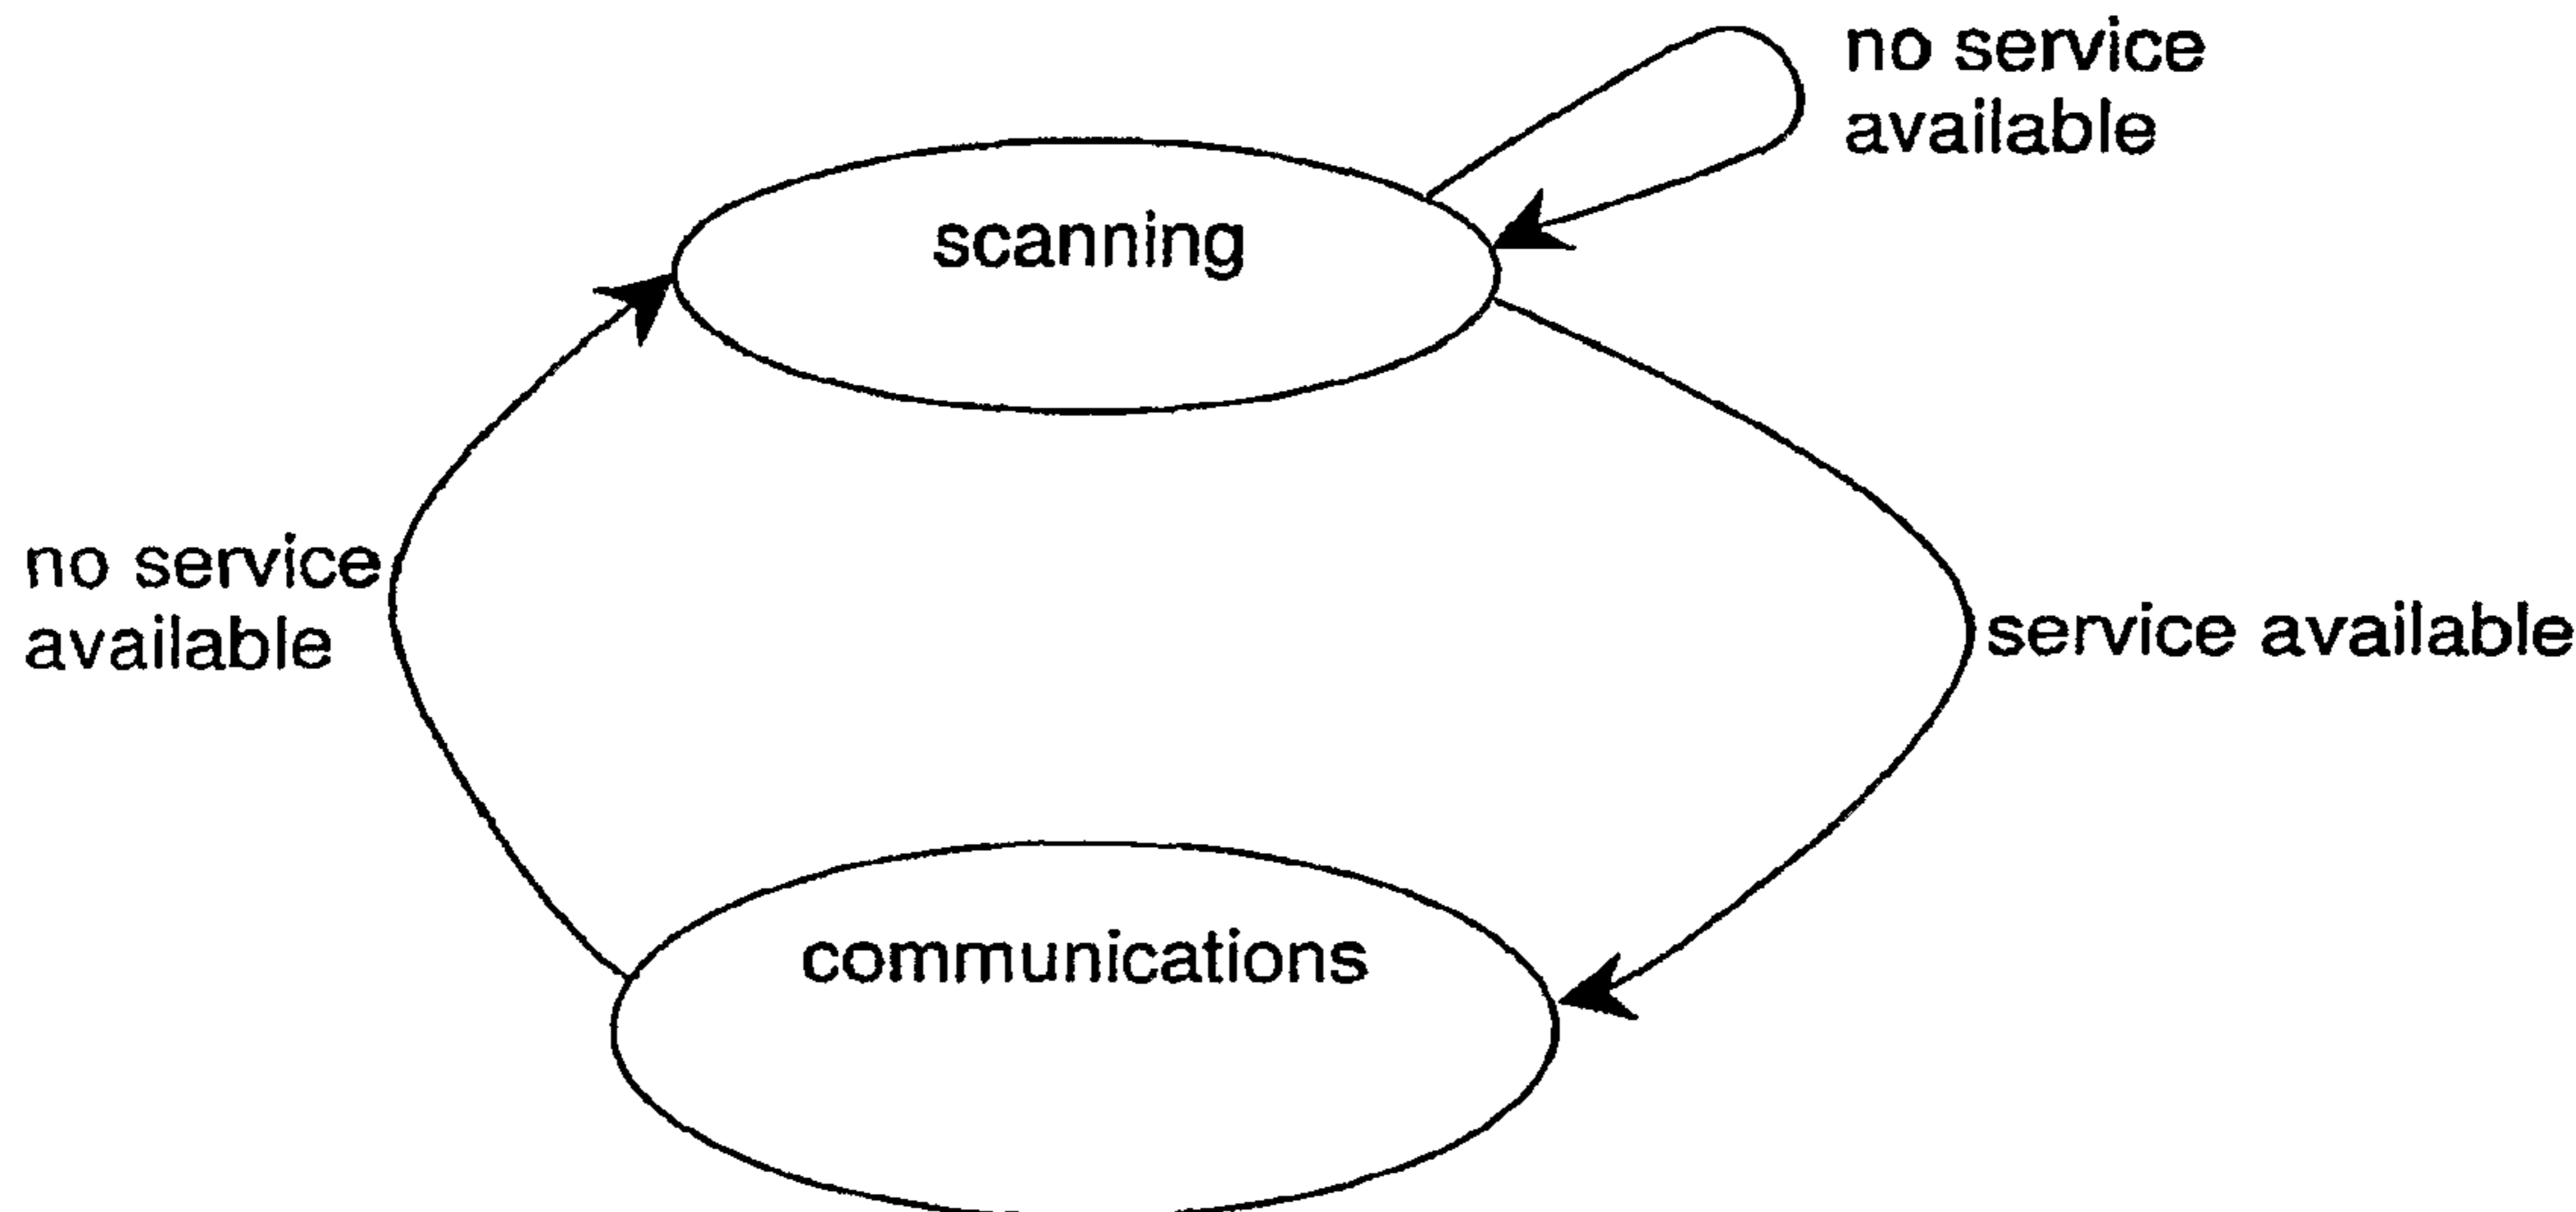 no service
available
scanning
no service
available
service available
communications